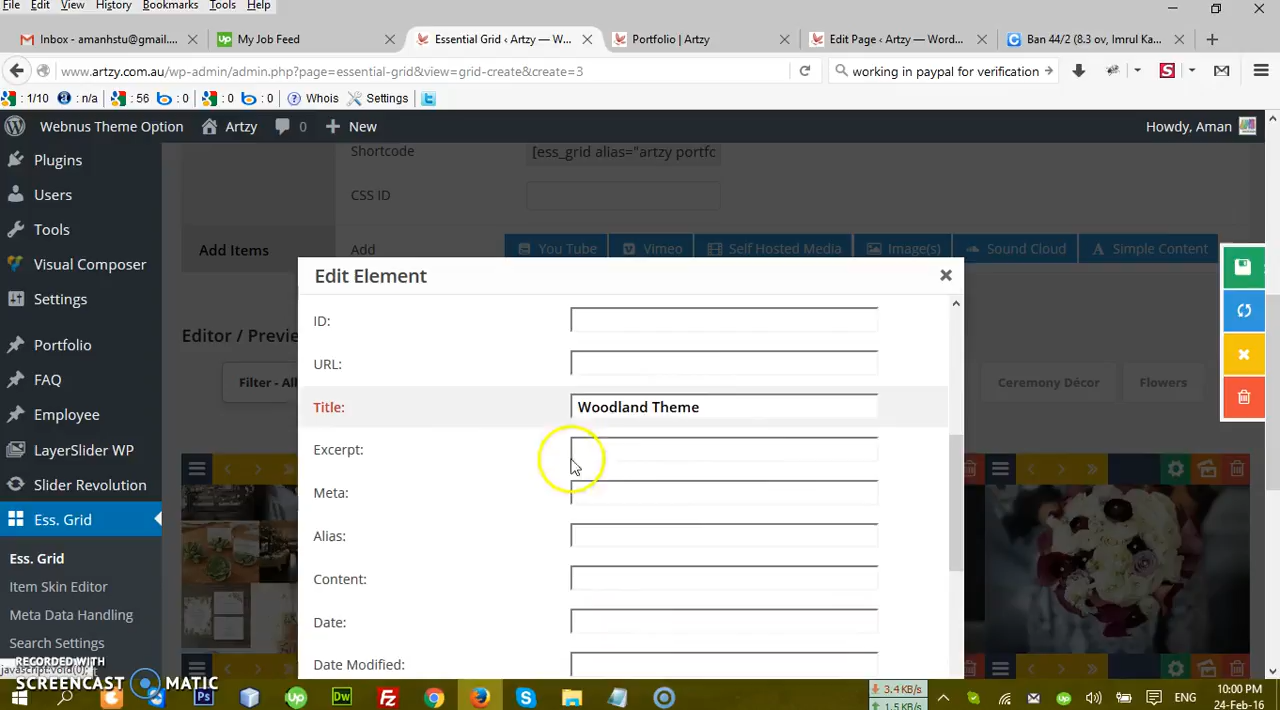 File Edit View History Bookmarks Tools Help
Inbox - amanhstu@gmail....
My Job Feed
Essential Grid ‹ Artzy — W...
Portfolio | Artzy
Edit Page ‹ Artzy — Word...
Ban 44/2 (8.3 ov, Imrul Ka...
www.artzy.com.au/wp-admin/admin.php?page=essential-grid&view=grid-create&create=3
working in paypal for verification
: 1/10 : n/a : 56 : 0 : 0 : 0 Whois Settings
Webnus Theme Option Artzy 0 New Howdy, Aman
Plugins
Users
Tools
Visual Composer
Settings
Portfolio
FAQ
Employee
LayerSlider WP
Slider Revolution
Ess. Grid
Ess. Grid
Item Skin Editor
Meta Data Handling
Search Settings
Shortcode [ess_grid alias="artzy portfc
CSS ID
Add Items Add You Tube Vimeo Self Hosted Media Image(s) Sound Cloud Simple Content
Editor / Previe
Filter - All
Ceremony Décor Flowers
Edit Element
ID:
URL:
Title: Woodland Theme
Excerpt:
Meta:
Alias:
Content:
Date:
Date Modified:
javascript:void(0);
RECORDED WITH
SCREENCAST MATIC
3.4 KB/s
1.5 KB/s
ENG
10:00 PM
24-Feb-16